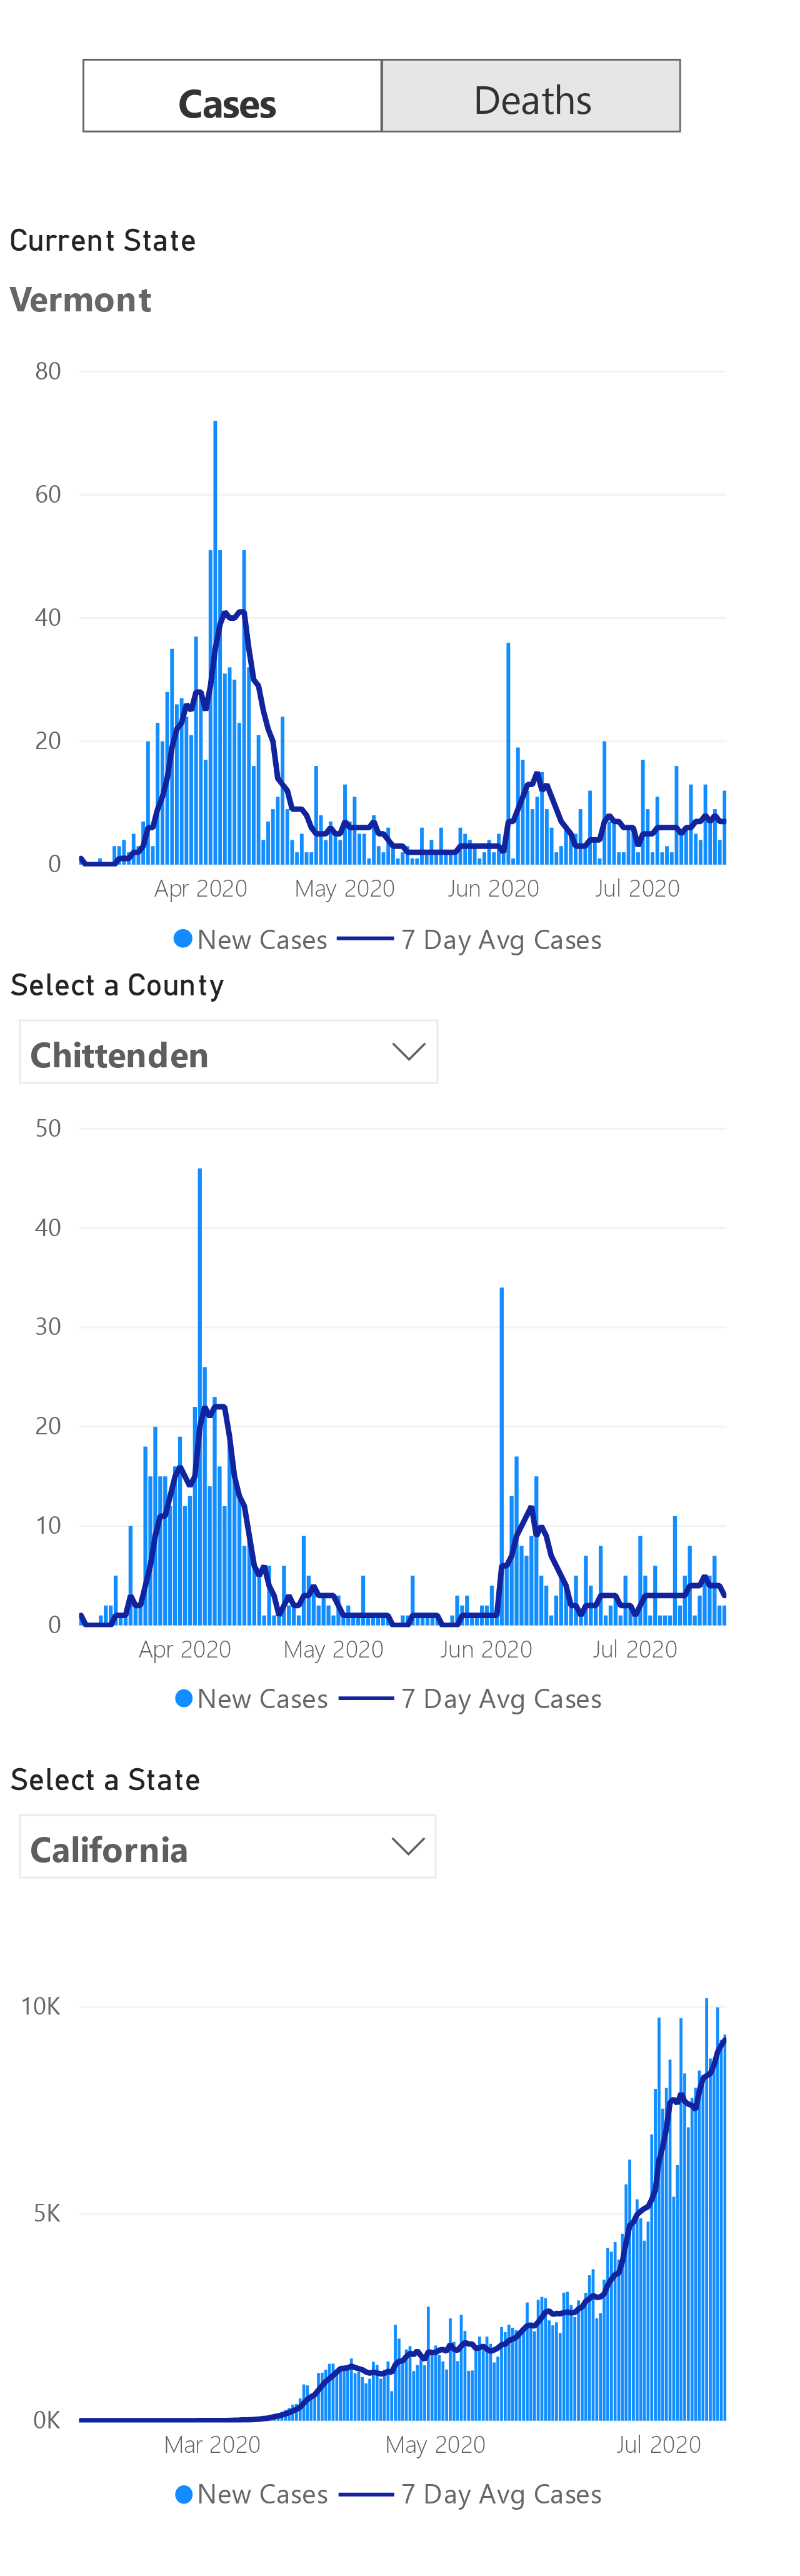 Cases Deaths
Current State
Vermont
80
60
40
20
0
Apr 2020 May 2020 Jun 2020 Jul 2020
New Cases 7 Day Avg Cases
Select a County
Chittenden
50
40
30
20
10
0
Apr 2020 May 2020 Jun 2020 Jul 2020
New Cases 7 Day Avg Cases
Select a State
California
10K
5K
0K
Mar 2020 May 2020 Jul 2020
New Cases 7 Day Avg Cases